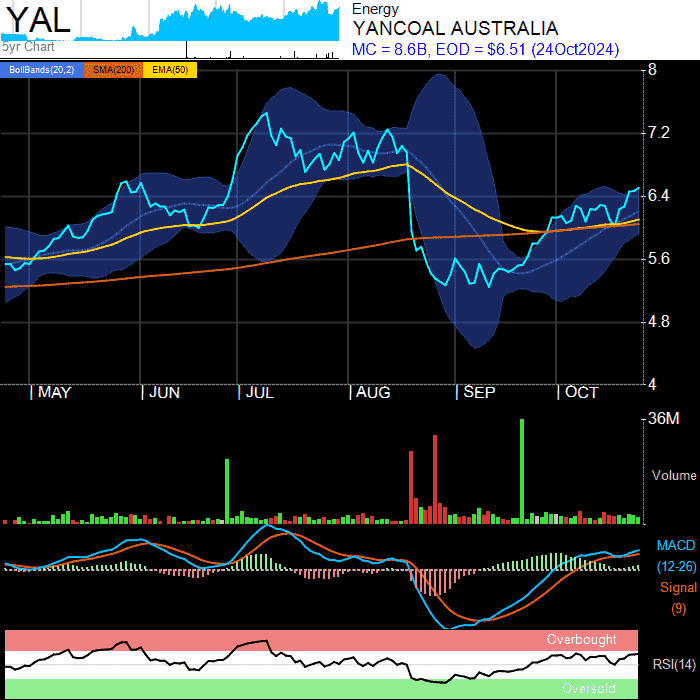 YAL
5yr Chart
Energy
YANCOAL AUSTRALIA
MC = 8.6B, EOD = $6.51 (24Oct2024)
BollBands(20,2) SMA(200) EMA(50)
8
7.2
6.4
5.6
4.8
4
MAY JUN JUL AUG SEP OCT
36M
Volume
MACD
(12-26)
Signal
(9)
Overbought
RSI(14)
Oversold